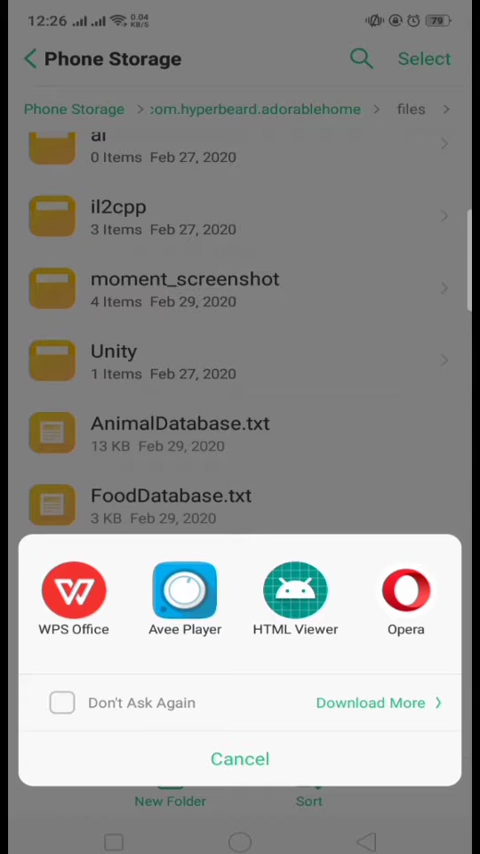 12:26 0.04 KB/S 79
Phone Storage Select
Phone Storage > :om.hyperbeard.adorablehome > files >
al
0 Items Feb 27, 2020
il2cpp
3 Items Feb 27, 2020
moment_screenshot
4 Items Feb 29, 2020
Unity
1 Items Feb 27, 2020
AnimalDatabase.txt
13 KB Feb 29, 2020
FoodDatabase.txt
3 KB Feb 29, 2020
WPS Office Avee Player HTML Viewer Opera
Don't Ask Again Download More >
Cancel
New Folder Sort